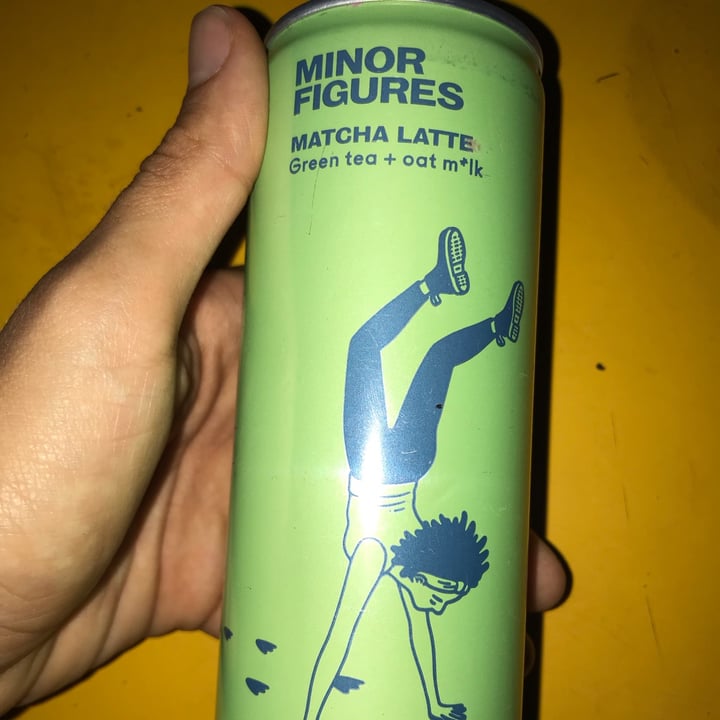 MINOR
FIGURES
MATCHA LATTE
Green tea + oat m*lk